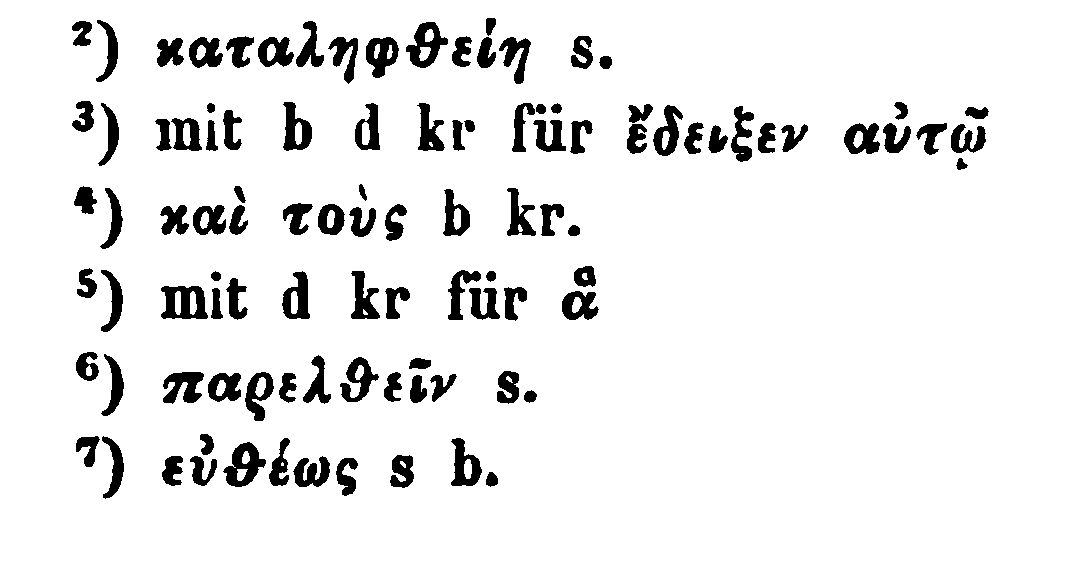 ²) καταληφθείη s.
³) mit b d kr für ἔδειξεν αὐτῷ
⁴) καὶ τοὺς b kr.
⁵) mit d kr für
⁶) παρελθεῖν s.
⁷) εὐθέως s b.